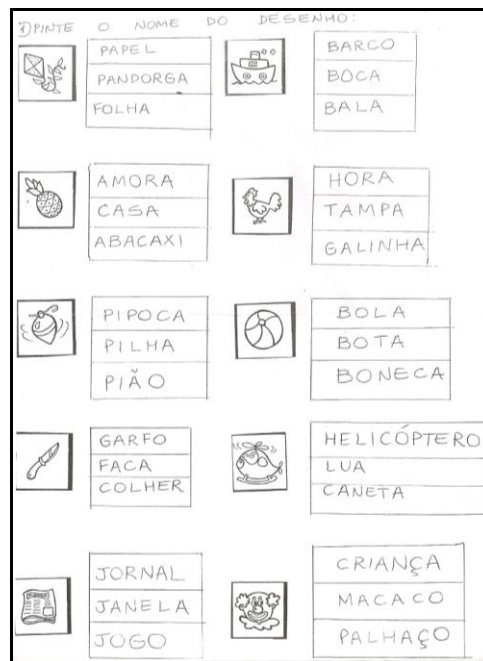 1) PINTE O NOME DO DESENHO:
PAPEL
PANDORGA
FOLHA
BARCO
BOCA
BALA
AMORA
CASA
ABACAXI
HORA
TAMPA
GALINHA
PIPOCA
PILHA
PIÃO
BOLA
BOTA
BONECA
GARFO
FACA
COLHER
HELICÓPTERO
LUA
CANETA
JORNAL
JANELA
JOGO
CRIANÇA
MACACO
PALHAÇO